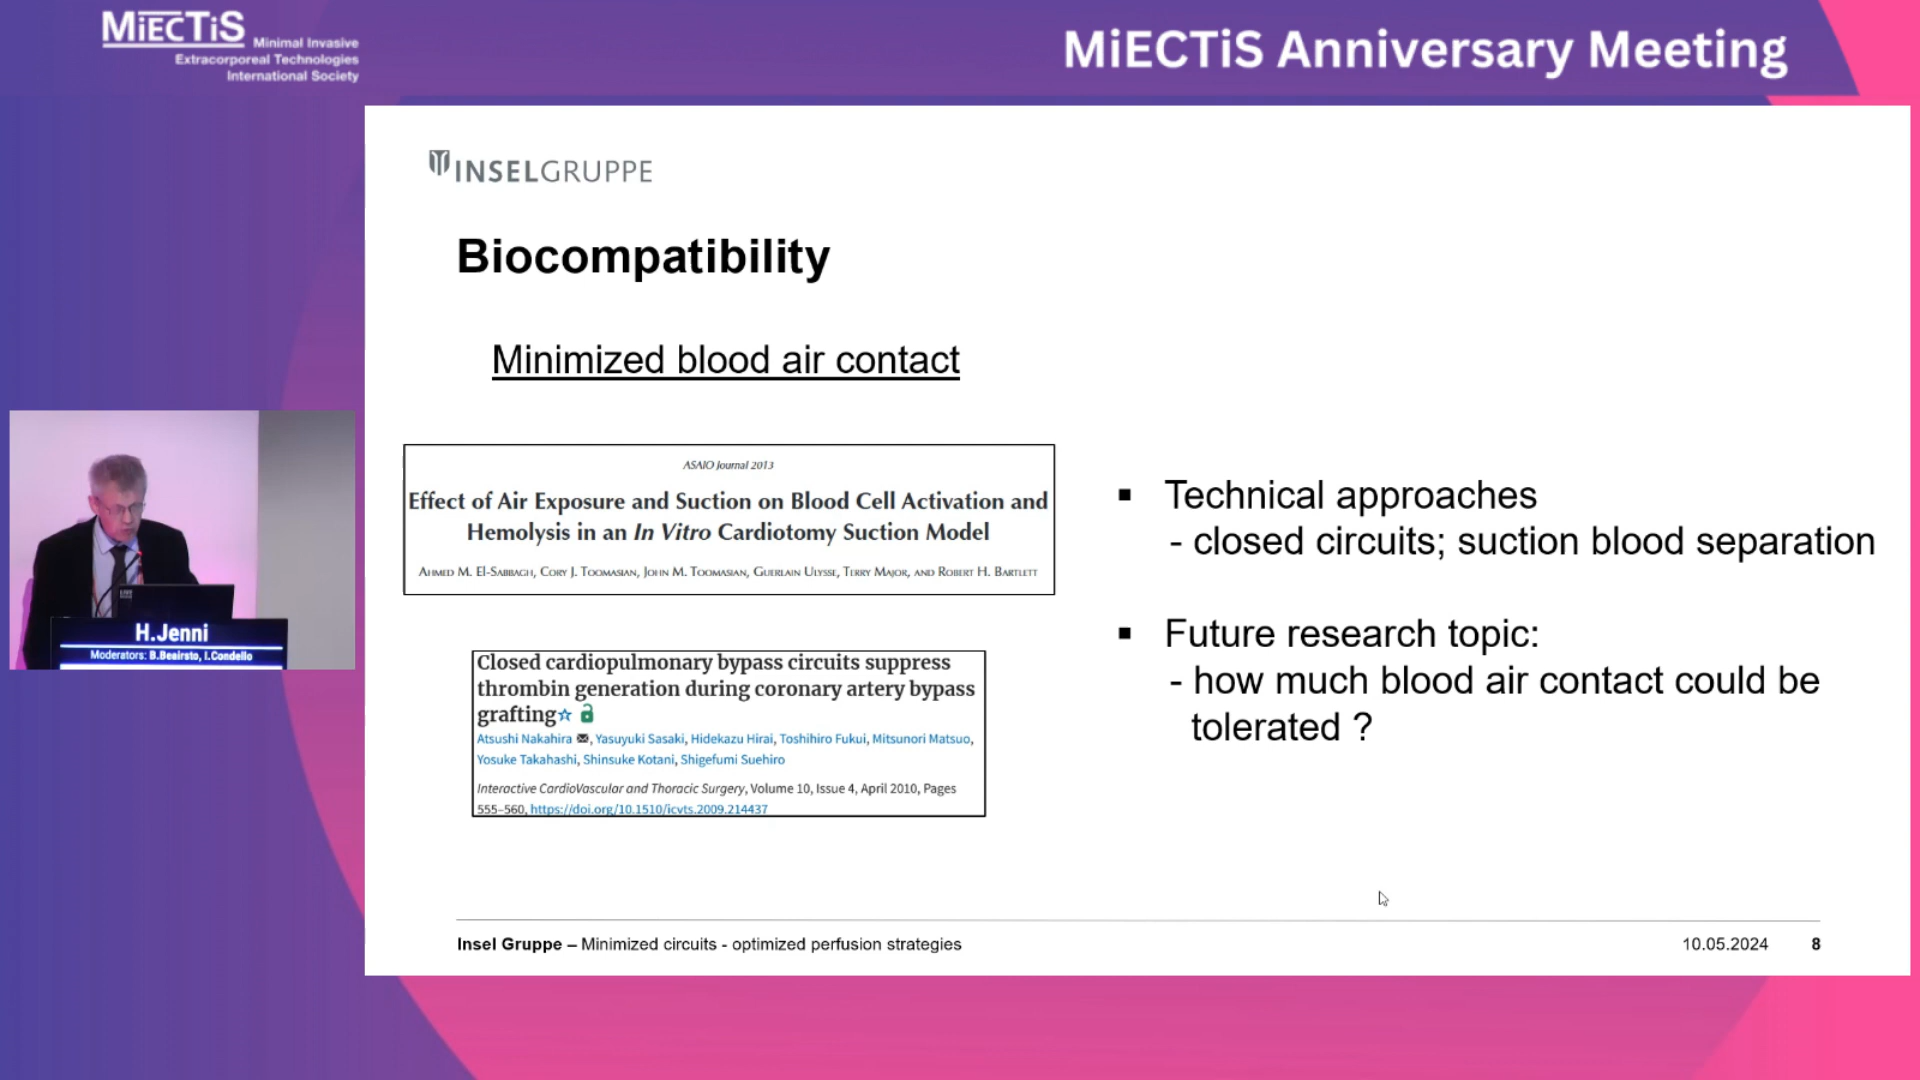 MiECTiS
Minimal Invasive
Extracorporeal Technologies
International Society
MiECTiS Anniversary Meeting
INSELGRUPPE
Biocompatibility
Minimized blood air contact
ASAIO Journal 2013
Effect of Air Exposure and Suction on Blood Cell Activation and
Hemolysis in an In Vitro Cardiotomy Suction Model
Ahmed M. El-Sabbagh, Cory J. Toomasian, John M. Toomasian, Guerlain Ulysse, Terry Major, and Robert H. Bartlett
Closed cardiopulmonary bypass circuits suppress
thrombin generation during coronary artery bypass
grafting
Atsushi Nakahira, Yasuyuki Sasaki, Hidekazu Hirai, Toshihiro Fukui, Mitsunori Matsuo,
Yosuke Takahashi, Shinsuke Kotani, Shigefumi Suehiro
Interactive CardioVascular and Thoracic Surgery, Volume 10, Issue 4, April 2010, Pages
555–560, https://doi.org/10.1510/icvts.2009.214437
▪ Technical approaches
- closed circuits; suction blood separation
▪ Future research topic:
- how much blood air contact could be
tolerated ?
H.Jenni
Moderators: B.Beairsto, I.Condello
Insel Gruppe – Minimized circuits - optimized perfusion strategies
10.05.2024
8